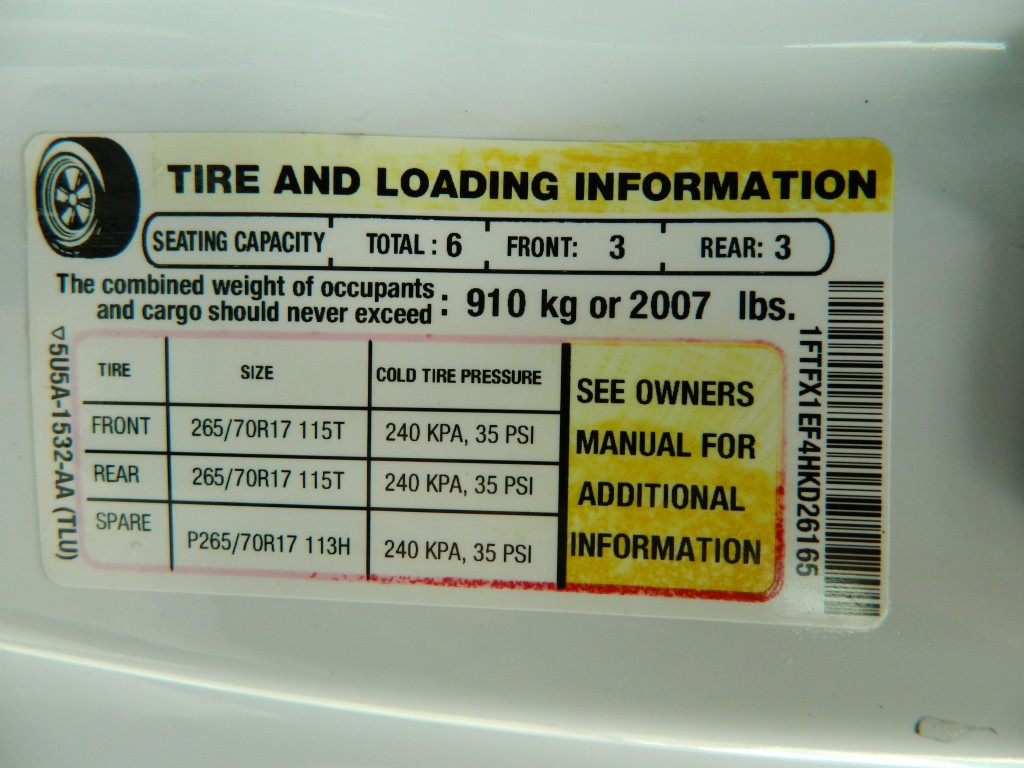 TIRE AND LOADING INFORMATION
SEATING CAPACITY TOTAL : 6 FRONT: 3 REAR: 3
The combined weight of occupants
and cargo should never exceed : 910 kg or 2007 lbs.
TIRE SIZE COLD TIRE PRESSURE
FRONT 265/70R17 115T 240 KPA, 35 PSI
REAR 265/70R17 115T 240 KPA, 35 PSI
SPARE P265/70R17 113H 240 KPA, 35 PSI
SEE OWNERS
MANUAL FOR
ADDITIONAL
INFORMATION
5U5A-1532-AA (TLU)
1FTFX1EF4HKD26165